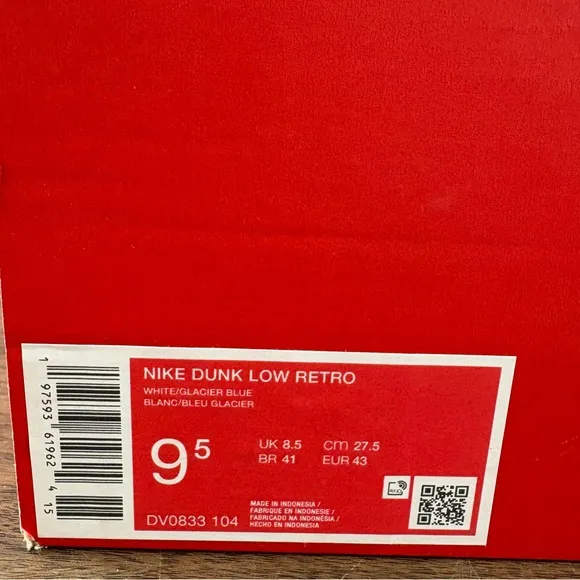 NIKE DUNK LOW RETRO
WHITE/GLACIER BLUE
BLANC/BLEU GLACIER
9 5
UK 8.5 cm 27.5
BR 41 EUR 43
MADE IN INDONESIA /
FABRIQUE EN INDONESIE /
FABRICADO NA INDONÉSIA /
HECHO EN INDONESIA
DV0833 104
1 97593 61962 4 15